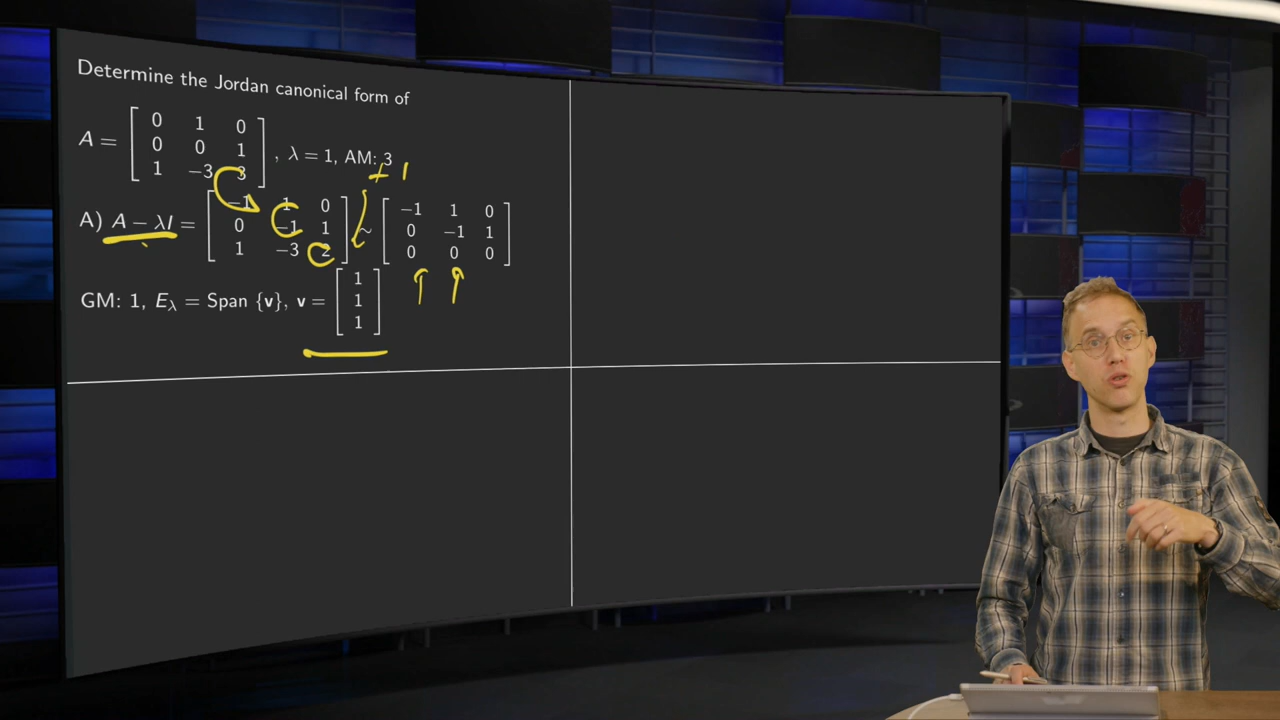 Determine the Jordan canonical form of
A = [ 0 1 0 ; 0 0 1 ; 1 −3 3 ], λ = 1, AM: 3
+1
A) A − λI = [ −1 1 0 ; 0 −1 1 ; 1 −3 2 ] ~ [ −1 1 0 ; 0 −1 1 ; 0 0 0 ]
GM: 1, Eλ = Span {v}, v = [ 1 ; 1 ; 1 ]